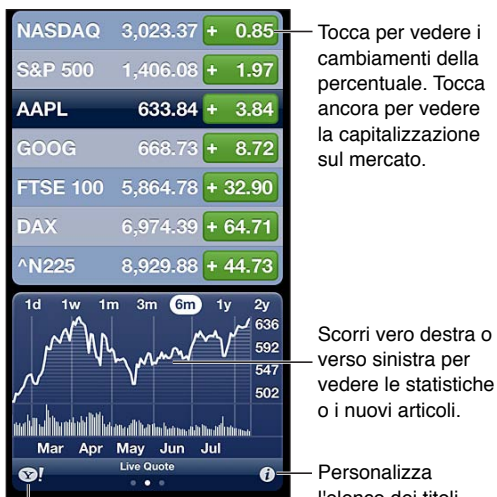 NASDAQ 3,023.37 + 0.85
S&P 500 1,406.08 + 1.97
AAPL 633.84 + 3.84
GOOG 668.73 + 8.72
FTSE 100 5,864.78 + 32.90
DAX 6,974.39 + 64.71
^N225 8,929.88 + 44.73
1d 1w 1m 3m 6m 1y 2y
636
592
547
502
Mar Apr May Jun Jul
Live Quote
Y!
i
Tocca per vedere i
cambiamenti della
percentuale. Tocca
ancora per vedere
la capitalizzazione
sul mercato.
Scorri vero destra o
verso sinistra per
vedere le statistiche
o i nuovi articoli.
Personalizza
l'elenco dei titoli